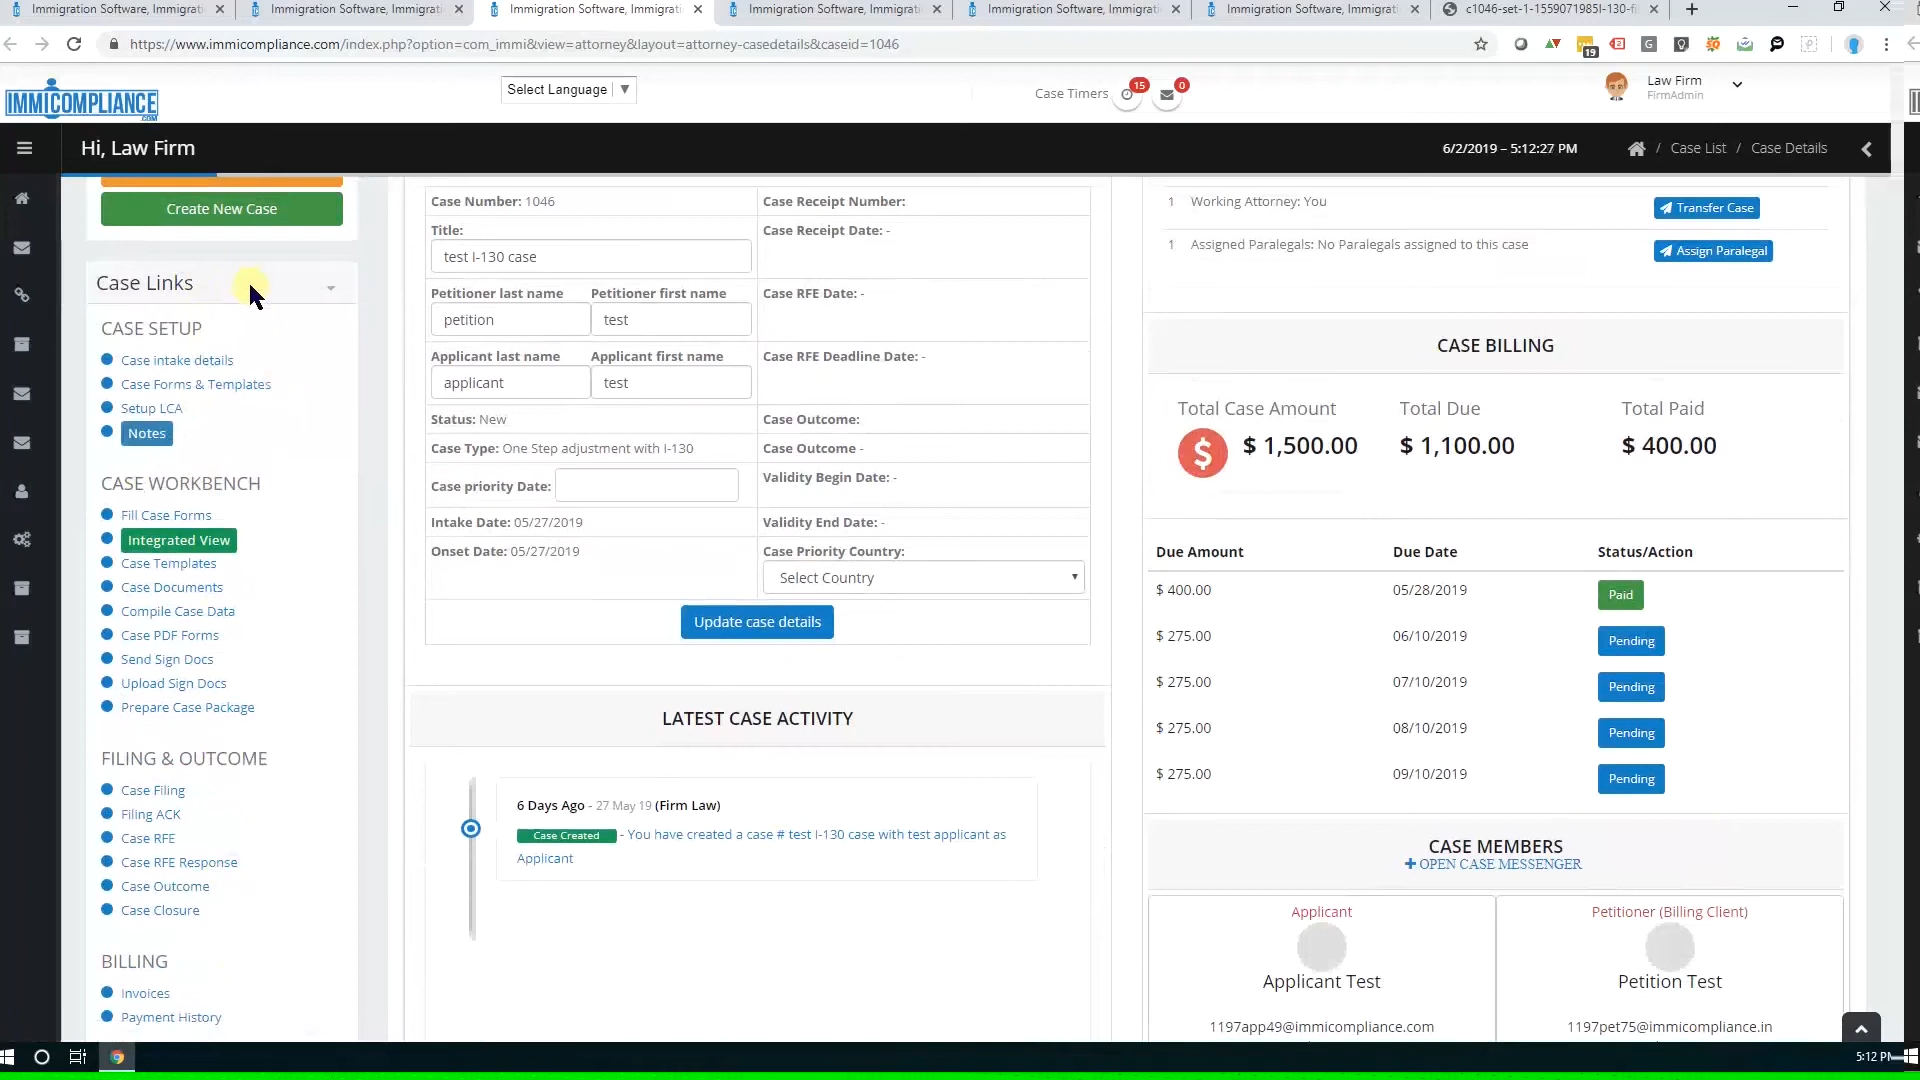 Immigration Software, Immigrati
Immigration Software, Immigrati
Immigration Software, Immigrati
Immigration Software, Immigrati
Immigration Software, Immigrati
Immigration Software, Immigrati
c1046-set-1-1559071985I-130-fi
https://www.immicompliance.com/index.php?option=com_immi&view=attorney&layout=attorney-casedetails&caseid=1046
19
IMMICOMPLIANCE
.COM
Select Language
Case Timers
15
0
Law Firm
FirmAdmin
Hi, Law Firm
6/2/2019 – 5:12:27 PM
/ Case List / Case Details
Create New Case
Case Links
CASE SETUP
Case intake details
Case Forms & Templates
Setup LCA
Notes
CASE WORKBENCH
Fill Case Forms
Integrated View
Case Templates
Case Documents
Compile Case Data
Case PDF Forms
Send Sign Docs
Upload Sign Docs
Prepare Case Package
FILING & OUTCOME
Case Filing
Filing ACK
Case RFE
Case RFE Response
Case Outcome
Case Closure
BILLING
Invoices
Payment History
Case Number: 1046
Case Receipt Number:
Title:
test I-130 case
Case Receipt Date: -
Petitioner last name
Petitioner first name
petition
test
Case RFE Date: -
Applicant last name
Applicant first name
applicant
test
Case RFE Deadline Date: -
Status: New
Case Outcome:
Case Type: One Step adjustment with I-130
Case Outcome -
Case priority Date:
Validity Begin Date: -
Intake Date: 05/27/2019
Validity End Date: -
Onset Date: 05/27/2019
Case Priority Country:
Select Country
Update case details
LATEST CASE ACTIVITY
6 Days Ago - 27 May 19 (Firm Law)
Case Created - You have created a case # test I-130 case with test applicant as
Applicant
1 Working Attorney: You
Transfer Case
1 Assigned Paralegals: No Paralegals assigned to this case
Assign Paralegal
CASE BILLING
Total Case Amount
Total Due
Total Paid
$ $ 1,500.00
$ 1,100.00
$ 400.00
Due Amount
Due Date
Status/Action
$ 400.00
05/28/2019
Paid
$ 275.00
06/10/2019
Pending
$ 275.00
07/10/2019
Pending
$ 275.00
08/10/2019
Pending
$ 275.00
09/10/2019
Pending
CASE MEMBERS
OPEN CASE MESSENGER
Applicant
Applicant Test
1197app49@immicompliance.com
Petitioner (Billing Client)
Petition Test
1197pet75@immicompliance.in
5:12 PM